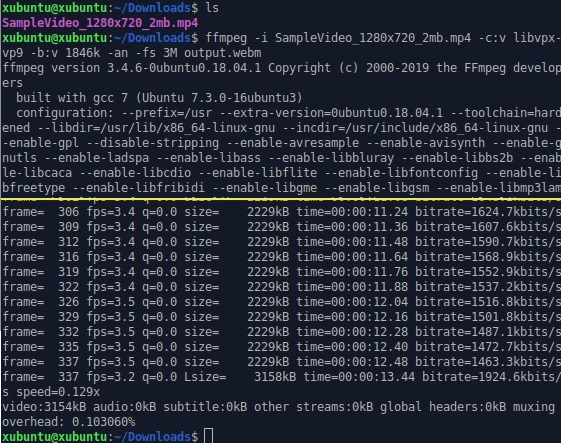 xubuntu@xubuntu:~/Downloads$ ls
SampleVideo_1280x720_2mb.mp4
xubuntu@xubuntu:~/Downloads$ ffmpeg -i SampleVideo_1280x720_2mb.mp4 -c:v libvpx-
vp9 -b:v 1846k -an -fs 3M output.webm
ffmpeg version 3.4.6-0ubuntu0.18.04.1 Copyright (c) 2000-2019 the FFmpeg develop
ers
built with gcc 7 (Ubuntu 7.3.0-16ubuntu3)
configuration: --prefix=/usr --extra-version=0ubuntu0.18.04.1 --toolchain=hard
ened --libdir=/usr/lib/x86_64-linux-gnu --incdir=/usr/include/x86_64-linux-gnu -
-enable-gpl --disable-stripping --enable-avresample --enable-avisynth --enable-g
nutls --enable-ladspa --enable-libass --enable-libbluray --enable-libbs2b --enab
le-libcaca --enable-libcdio --enable-libflite --enable-libfontconfig --enable-li
bfreetype --enable-libfribidi --enable-libgme --enable-libgsm --enable-libmp3lam
frame= 306 fps=3.4 q=0.0 size= 2229kB time=00:00:11.24 bitrate=1624.7kbits/s
frame= 309 fps=3.4 q=0.0 size= 2229kB time=00:00:11.36 bitrate=1607.6kbits/s
frame= 312 fps=3.4 q=0.0 size= 2229kB time=00:00:11.48 bitrate=1590.7kbits/s
frame= 316 fps=3.4 q=0.0 size= 2229kB time=00:00:11.64 bitrate=1568.9kbits/s
frame= 319 fps=3.4 q=0.0 size= 2229kB time=00:00:11.76 bitrate=1552.9kbits/s
frame= 322 fps=3.4 q=0.0 size= 2229kB time=00:00:11.88 bitrate=1537.2kbits/s
frame= 326 fps=3.5 q=0.0 size= 2229kB time=00:00:12.04 bitrate=1516.8kbits/s
frame= 329 fps=3.5 q=0.0 size= 2229kB time=00:00:12.16 bitrate=1501.8kbits/s
frame= 332 fps=3.5 q=0.0 size= 2229kB time=00:00:12.28 bitrate=1487.1kbits/s
frame= 335 fps=3.5 q=0.0 size= 2229kB time=00:00:12.40 bitrate=1472.7kbits/s
frame= 337 fps=3.5 q=0.0 size= 2229kB time=00:00:12.48 bitrate=1463.3kbits/s
frame= 337 fps=3.2 q=0.0 Lsize= 3158kB time=00:00:13.44 bitrate=1924.6kbits/
s speed=0.129x
video:3154kB audio:0kB subtitle:0kB other streams:0kB global headers:0kB muxing
overhead: 0.103060%
xubuntu@xubuntu:~/Downloads$